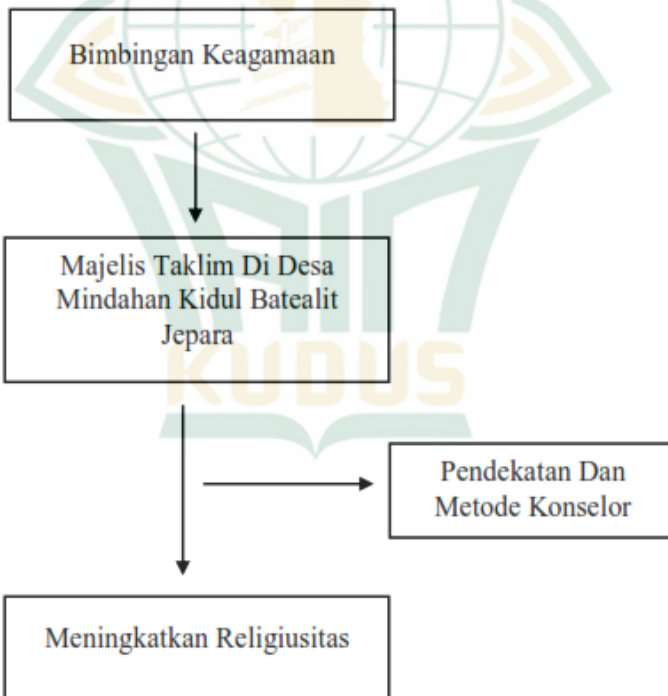 Bimbingan Keagamaan
Majelis Taklim Di Desa
Mindahan Kidul Batealit
Jepara
KUDUS
Pendekatan Dan
Metode Konselor
Meningkatkan Religiusitas